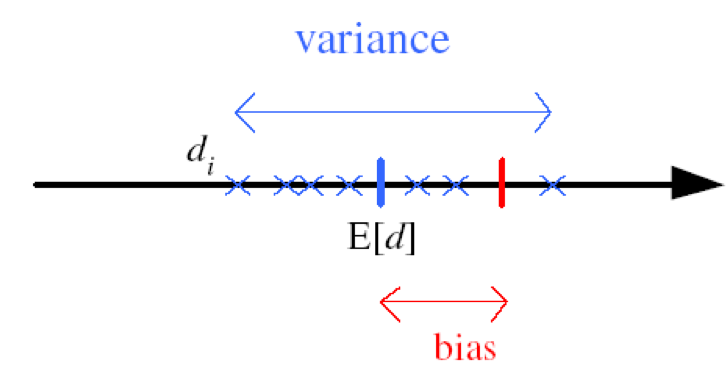 variance
d_i
E[d]
bias